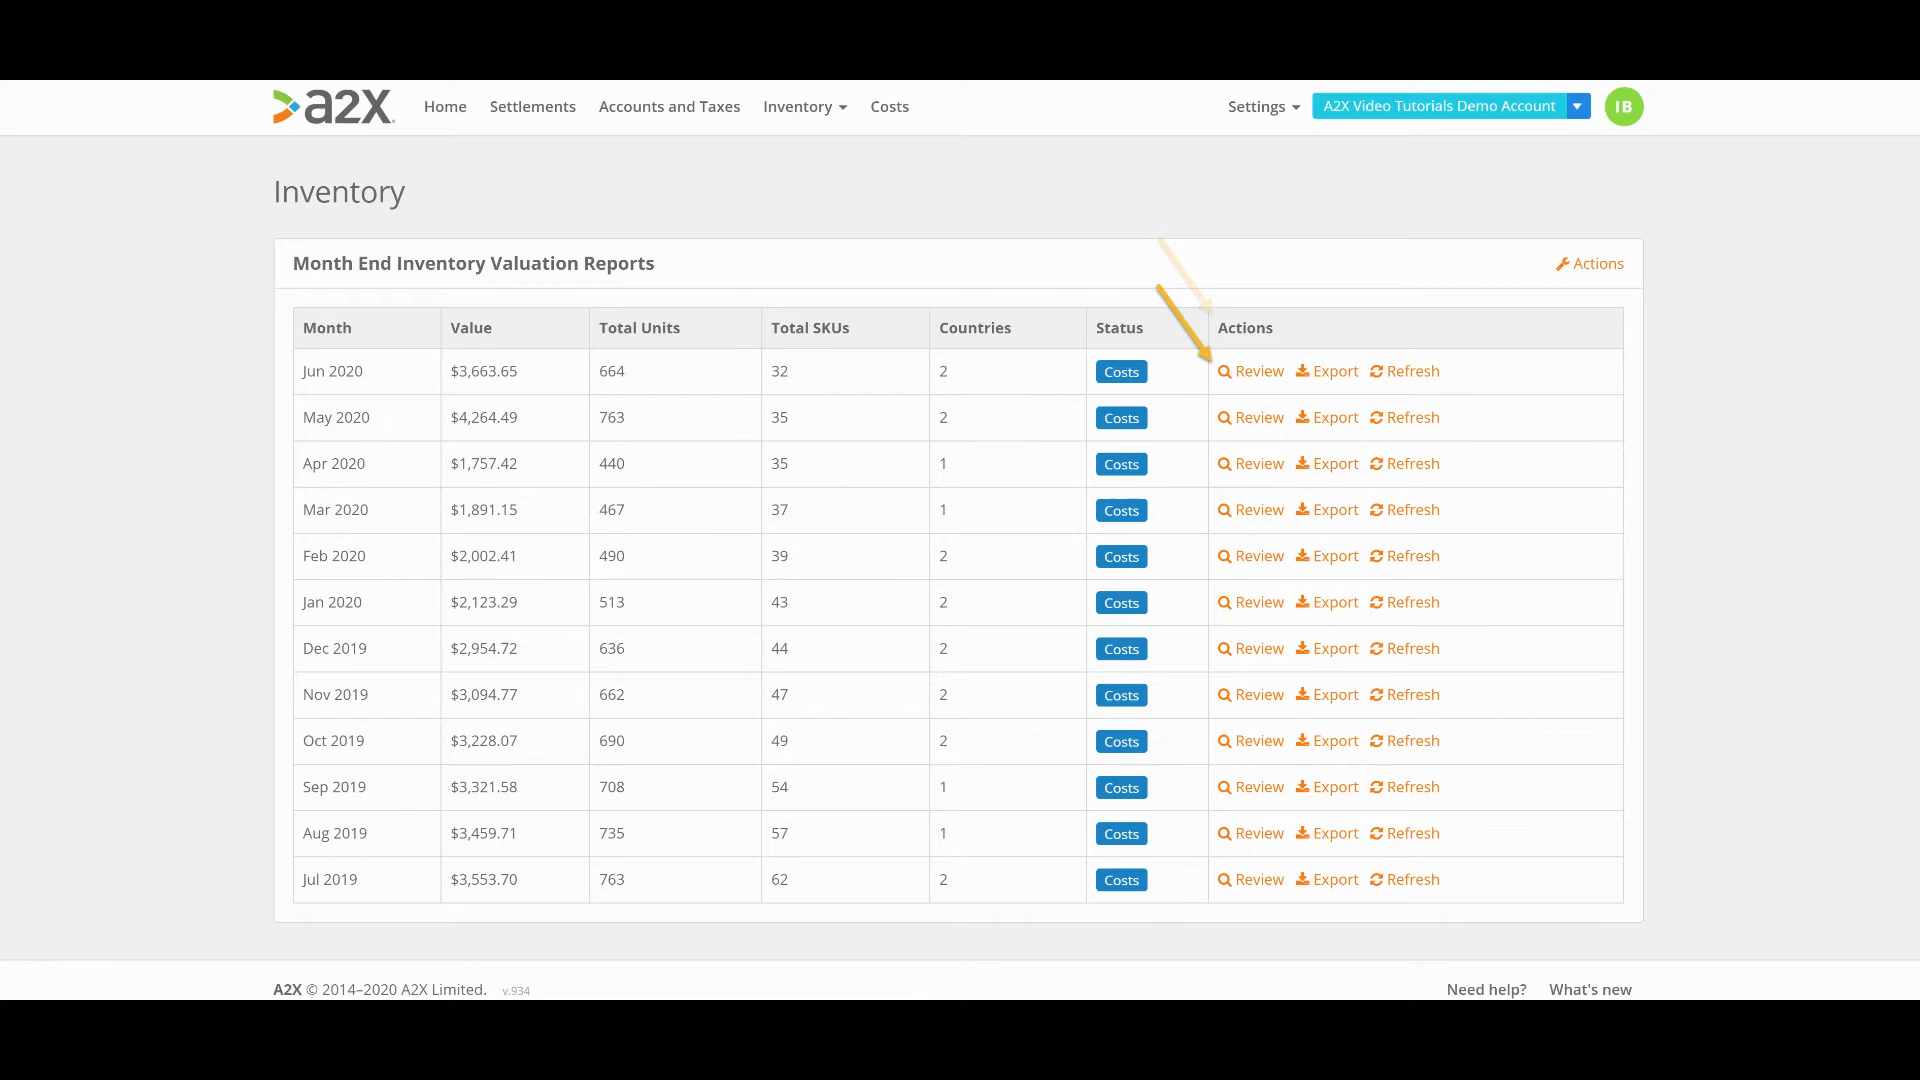 a2x Home Settlements Accounts and Taxes Inventory Costs Settings A2X Video Tutorials Demo Account IB
Inventory
Month End Inventory Valuation Reports Actions
Month Value Total Units Total SKUs Countries Status Actions
Jun 2020 $3,663.65 664 32 2 Costs Review Export Refresh
May 2020 $4,264.49 763 35 2 Costs Review Export Refresh
Apr 2020 $1,757.42 440 35 1 Costs Review Export Refresh
Mar 2020 $1,891.15 467 37 1 Costs Review Export Refresh
Feb 2020 $2,002.41 490 39 2 Costs Review Export Refresh
Jan 2020 $2,123.29 513 43 2 Costs Review Export Refresh
Dec 2019 $2,954.72 636 44 2 Costs Review Export Refresh
Nov 2019 $3,094.77 662 47 2 Costs Review Export Refresh
Oct 2019 $3,228.07 690 49 2 Costs Review Export Refresh
Sep 2019 $3,321.58 708 54 1 Costs Review Export Refresh
Aug 2019 $3,459.71 735 57 1 Costs Review Export Refresh
Jul 2019 $3,553.70 763 62 2 Costs Review Export Refresh
A2X © 2014–2020 A2X Limited. v.934 Need help? What's new